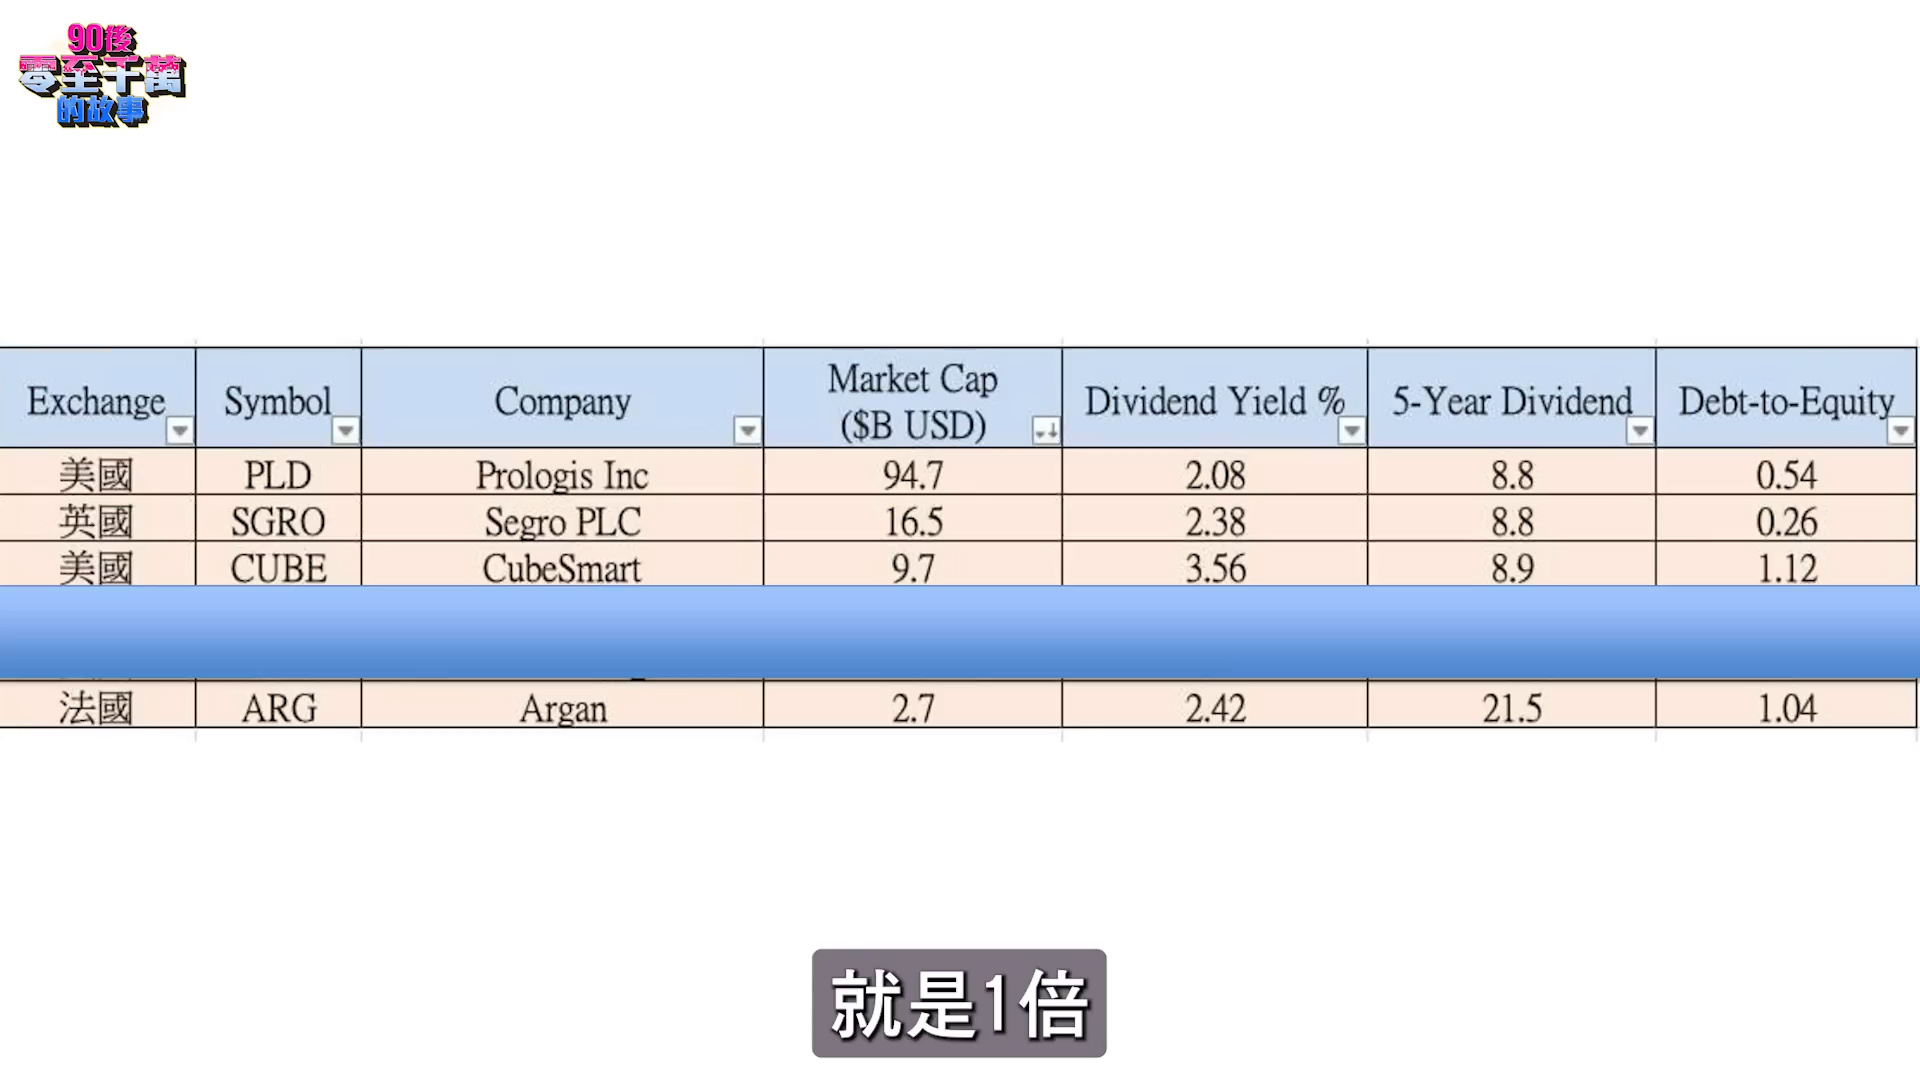 90後
零至千萬
的故事
Exchange Symbol Company Market Cap ($B USD) Dividend Yield % 5-Year Dividend Debt-to-Equity
美國 PLD Prologis Inc 94.7 2.08 8.8 0.54
英國 SGRO Segro PLC 16.5 2.38 8.8 0.26
美國 CUBE CubeSmart 9.7 3.56 8.9 1.12
法國 ARG Argan 2.7 2.42 21.5 1.04
就是1倍